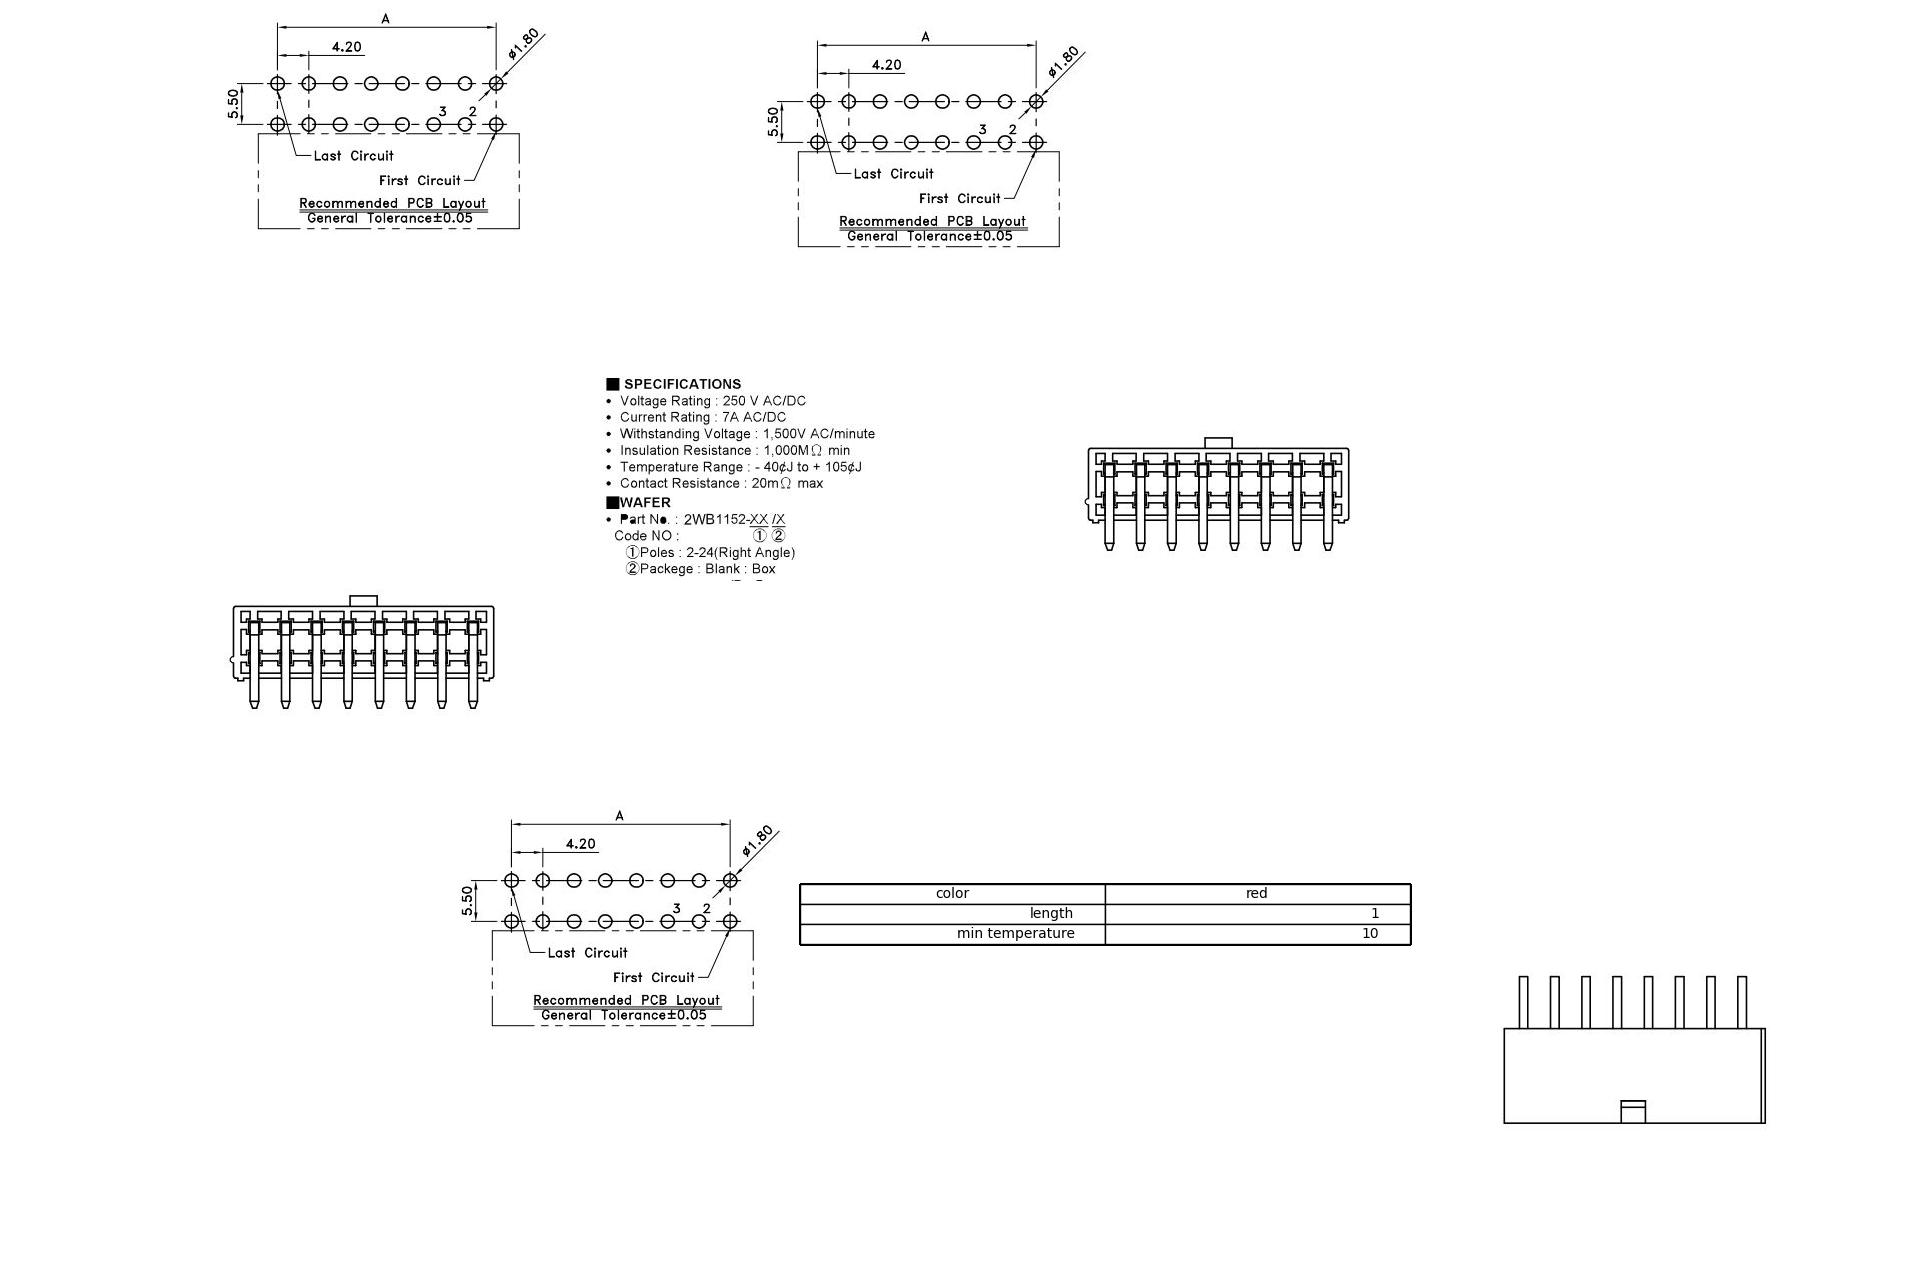 A
4.20
ø1.80
5.50
3 2
Last Circuit
First Circuit
Recommended PCB Layout
General Tolerance±0.05
A
4.20
ø1.80
5.50
3 2
Last Circuit
First Circuit
Recommended PCB Layout
General Tolerance±0.05
SPECIFICATIONS
• Voltage Rating : 250 V AC/DC
• Current Rating : 7A AC/DC
• Withstanding Voltage : 1,500V AC/minute
• Insulation Resistance : 1,000MΩ min
• Temperature Range : - 40¢J to + 105¢J
• Contact Resistance : 20mΩ max
WAFER
• Part No. : 2WB1152-XX /X
Code NO : ① ②
①Poles : 2-24(Right Angle)
②Packege : Blank : Box
A
4.20
ø1.80
5.50
3 2
Last Circuit
First Circuit
Recommended PCB Layout
General Tolerance±0.05
color red
length 1
min temperature 10